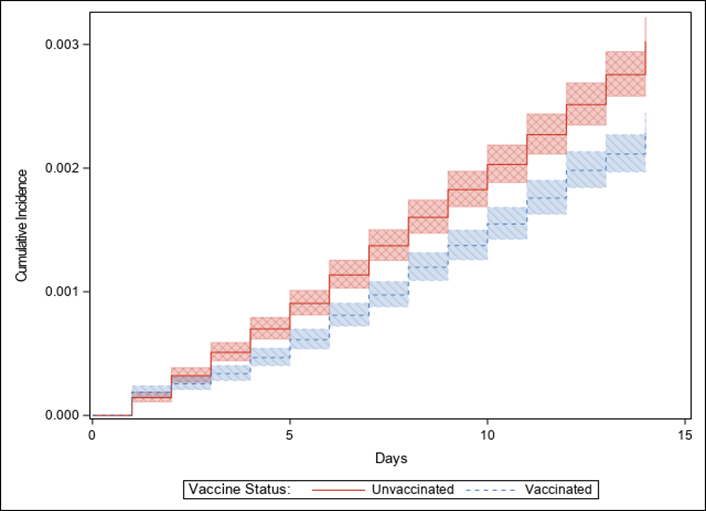 0.003
0.002
0.001
0.000
Cumulative Incidence
0 5 10 15
Days
Vaccine Status: Unvaccinated Vaccinated